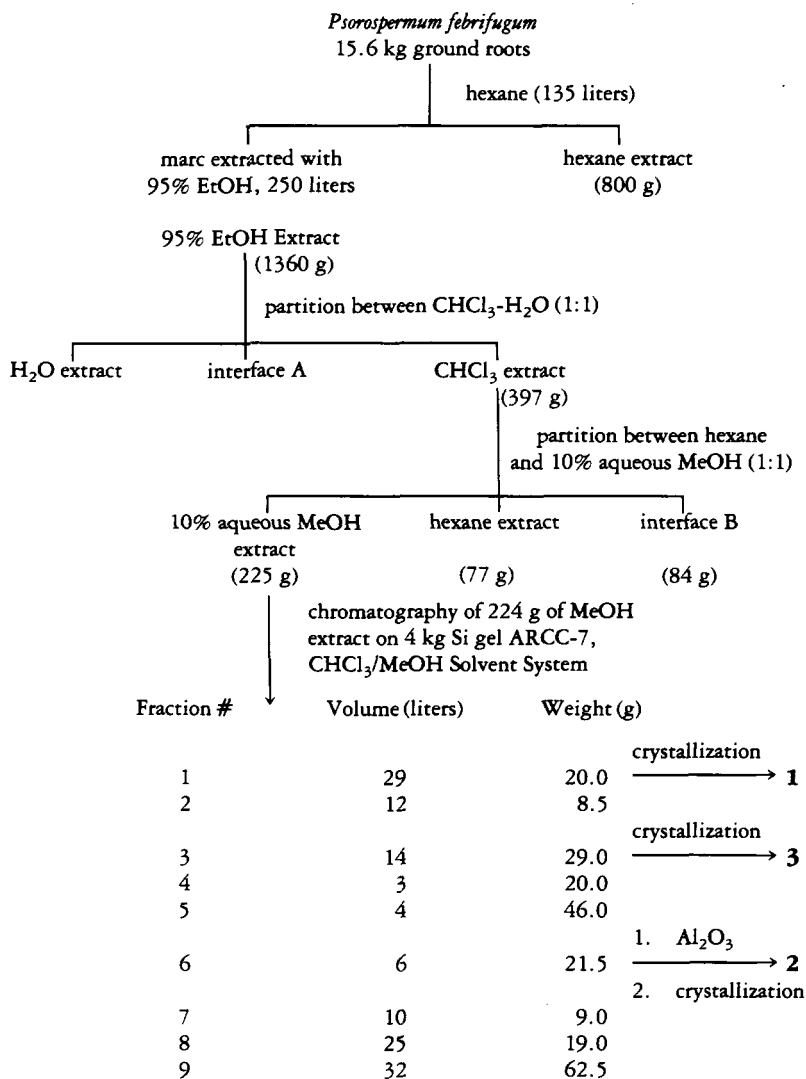 Psorospermum febrifugum
15.6 kg ground roots
hexane (135 liters)
marc extracted with
95% EtOH, 250 liters
hexane extract
(800 g)
95% EtOH Extract
(1360 g)
partition between CHCl₃-H₂O (1:1)
H₂O extract interface A CHCl₃ extract
(397 g)
partition between hexane
and 10% aqueous MeOH (1:1)
10% aqueous MeOH
extract
(225 g)
hexane extract
(77 g)
interface B
(84 g)
chromatography of 224 g of MeOH
extract on 4 kg Si gel ARCC-7,
CHCl₃/MeOH Solvent System
Fraction # Volume (liters) Weight (g)
crystallization
1 29 20.0 1
2 12 8.5
crystallization
3 14 29.0 3
4 3 20.0
5 4 46.0
1. Al₂O₃
6 6 21.5 2
2. crystallization
7 10 9.0
8 25 19.0
9 32 62.5